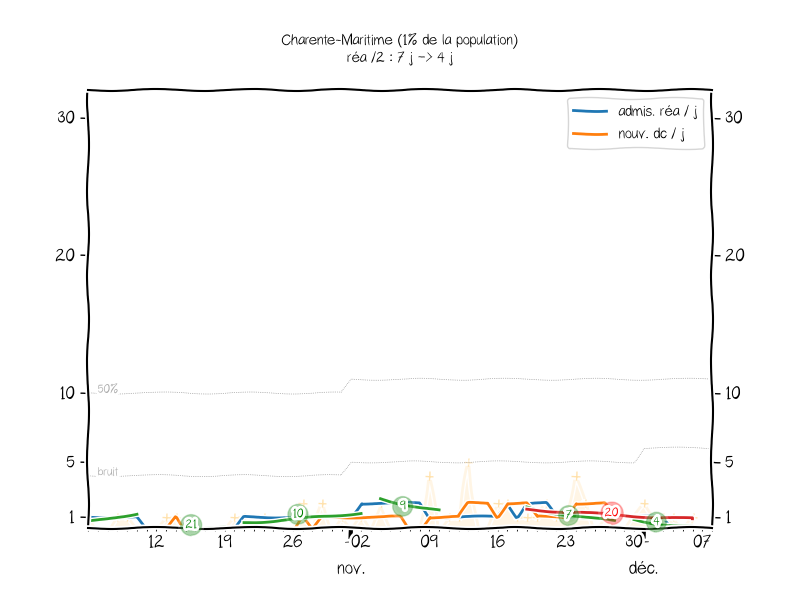 Charente-Maritime (1% de la population)
réa /2 : 7 j -> 4 j
admis. réa / j
nouv. dc / j
30
30
20
20
50%
10
10
bruit
5
5
1
1
21
10
9
7
20
4
12 19 26 02 09 16 23 30 07
nov. déc.